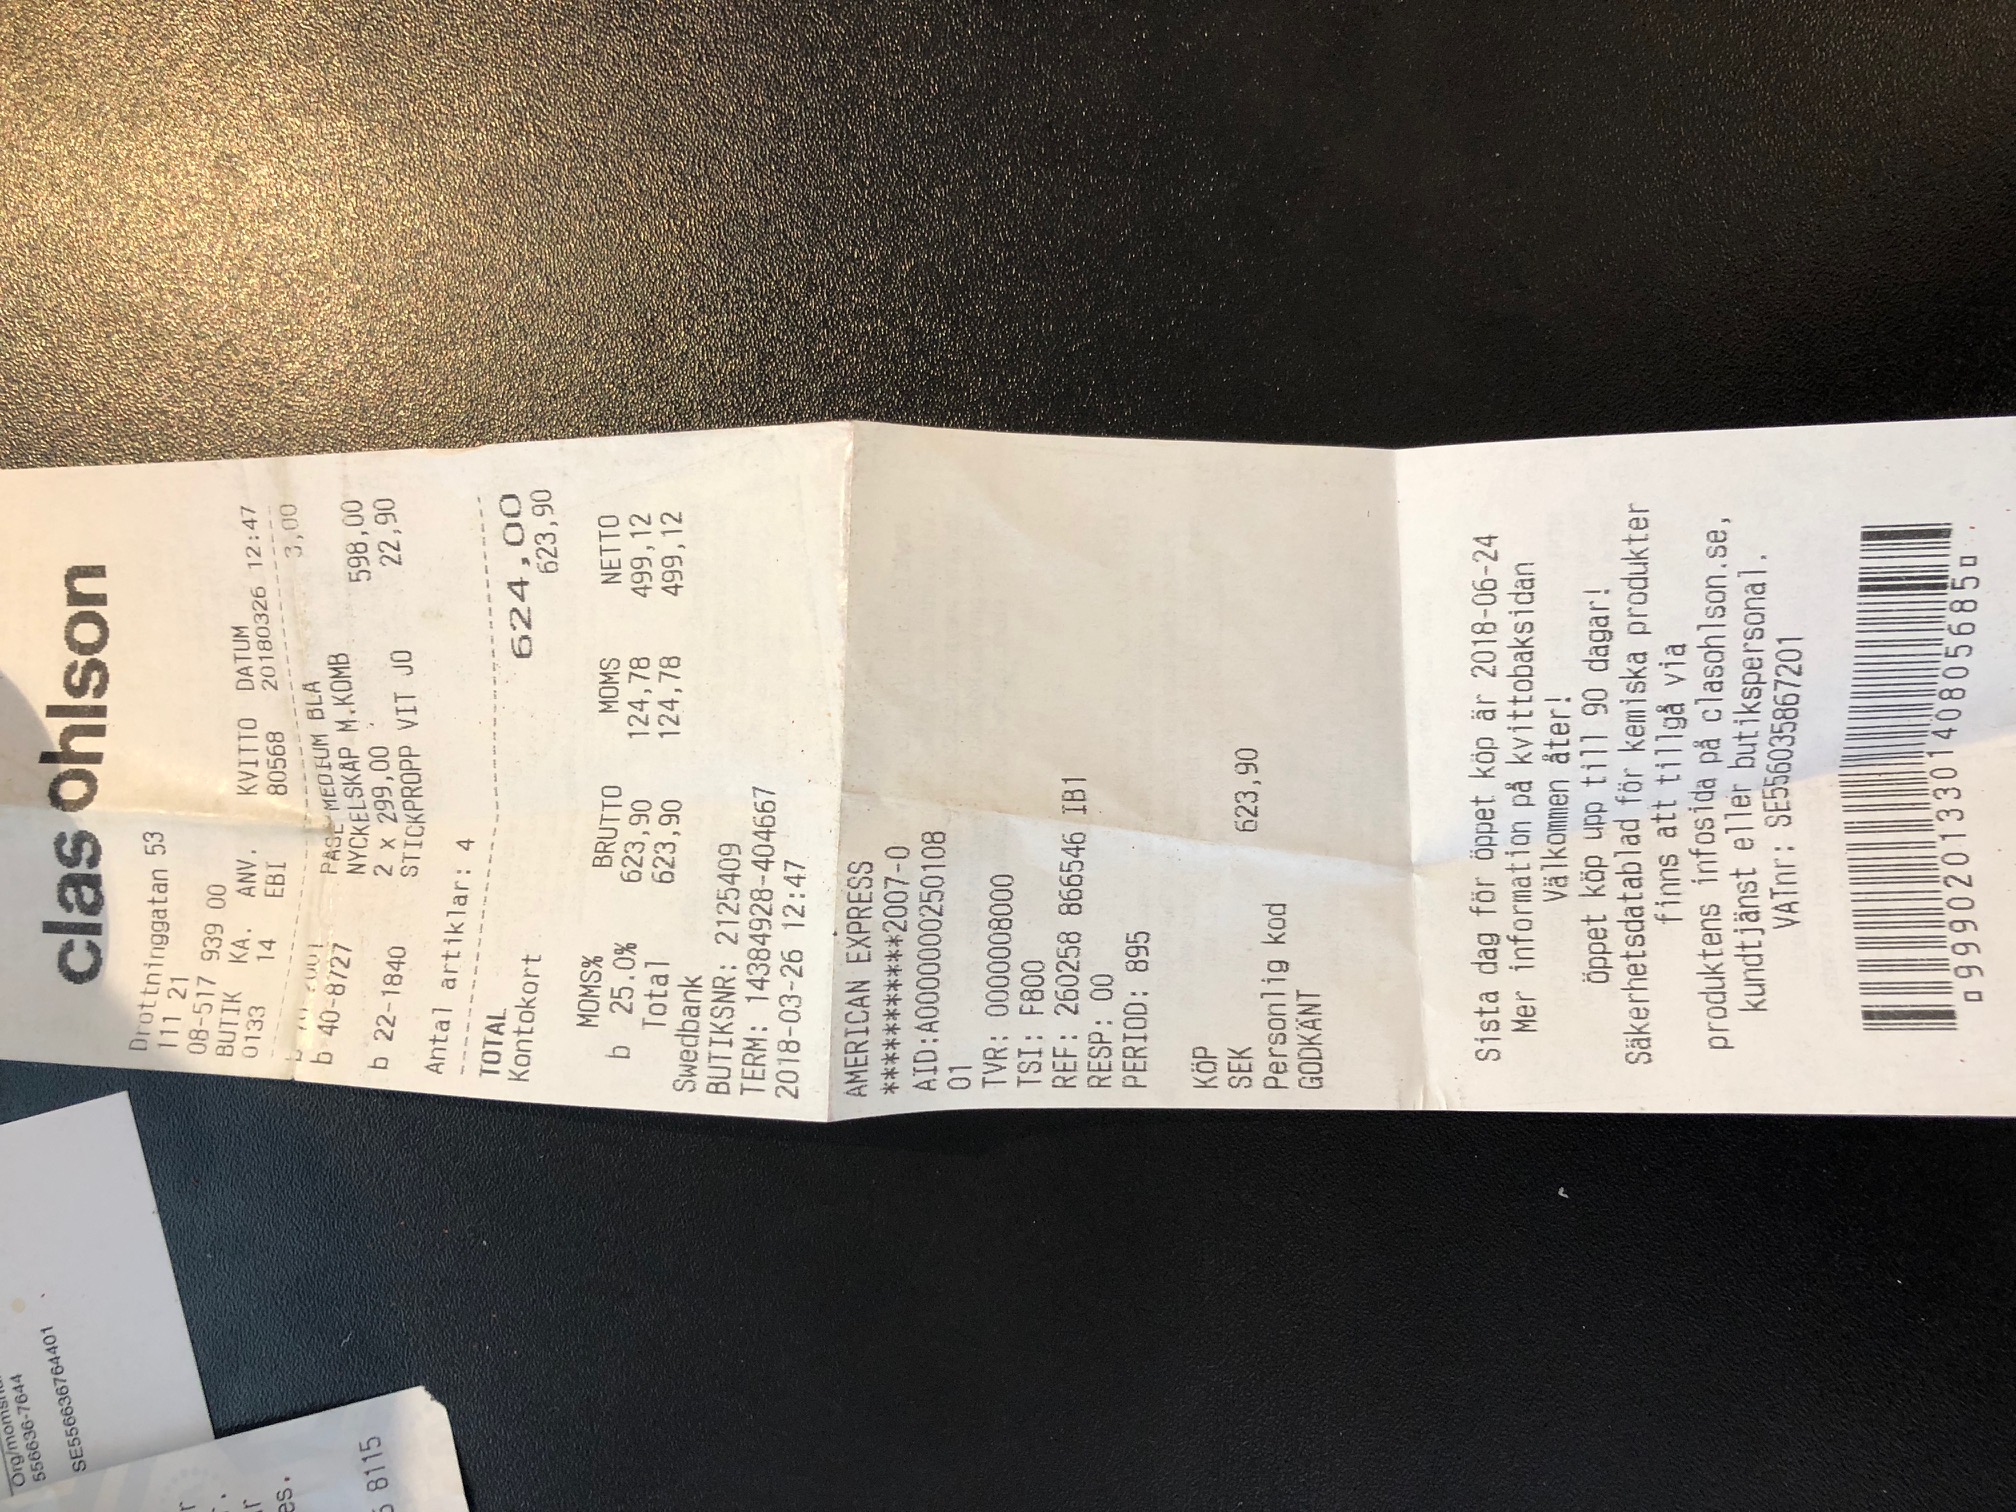 Org/momsnr
556636-7644
SE556636764401
r
r.
r
es.
5 8115
clas ohlson
Drottninggatan 53
111 21
08-517 939 00
BUTIK KA. ANV. KVITTO DATUM
0133 14 EBI 80568 20180326 12:47
b PÅSE MEDIUM BLÅ 3,00
b 40-8727 NYCKELSKÅP M.KOMB
2 x 299,00 598,00
b 22-1840 STICKPROPP VIT JO 22,90
Antal artiklar: 4
TOTAL 624,00
Kontokort 623,90
MOMS% BRUTTO MOMS NETTO
b 25.0% 623,90 124,78 499,12
Total 623,90 124,78 499,12
Swedbank
BUTIKSNR: 2125409
TERM: 14384928-404667
2018-03-26 12:47
AMERICAN EXPRESS
***********2007-0
AID:A0000000250108
01
TVR: 0000008000
TSI: F800
REF: 260258 866546 IB1
RESP: 00
PERIOD: 895
KÖP
SEK 623,90
Personlig kod
GODKÄNT
Sista dag för öppet köp är 2018-06-24
Mer information på kvittobaksidan
Välkommen åter!
öppet köp upp till 90 dagar!
Säkerhetsdatablad för kemiska produkter
finns att tillgå via
produktens infosida på clasohlson.se,
kundtjänst eller butikspersonal.
VATnr: SE556035867201
9990201330140805685